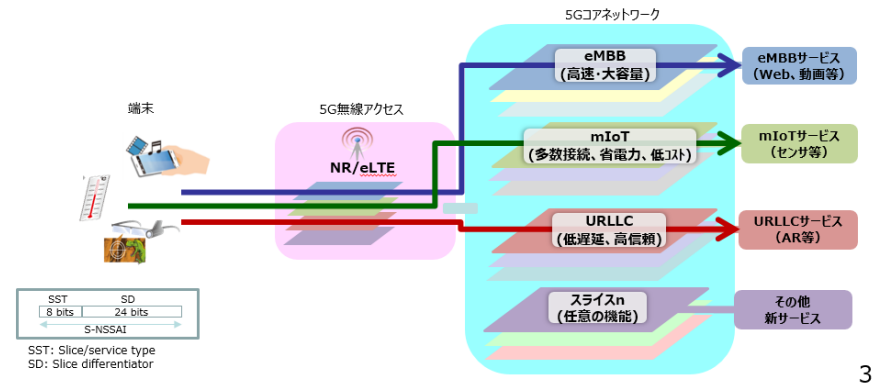 5Gコアネットワーク
eMBB
(高速・大容量)
eMBBサービス
(Web、動画等)
端末
5G無線アクセス
NR/eLTE
mIoT
(多数接続、省電力、低ｺｽﾄ)
mIoTサービス
(センサ等)
URLLC
(低遅延、高信頼)
URLLCサービス
(AR等)
スライスn
(任意の機能)
その他
新サービス
SST SD
8 bits 24 bits
S-NSSAI
SST: Slice/service type
SD: Slice differentiator
3